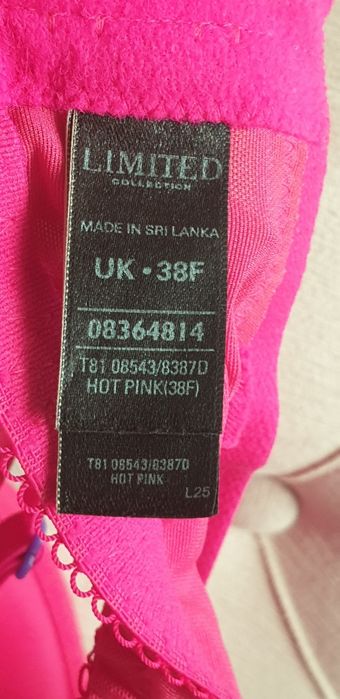 LIMITED
COLLECTION
MADE IN SRI LANKA
UK • 38F
08364814
T81 08543/8387D
HOT PINK(38F)
T81 08543/8387D
HOT PINK
L25